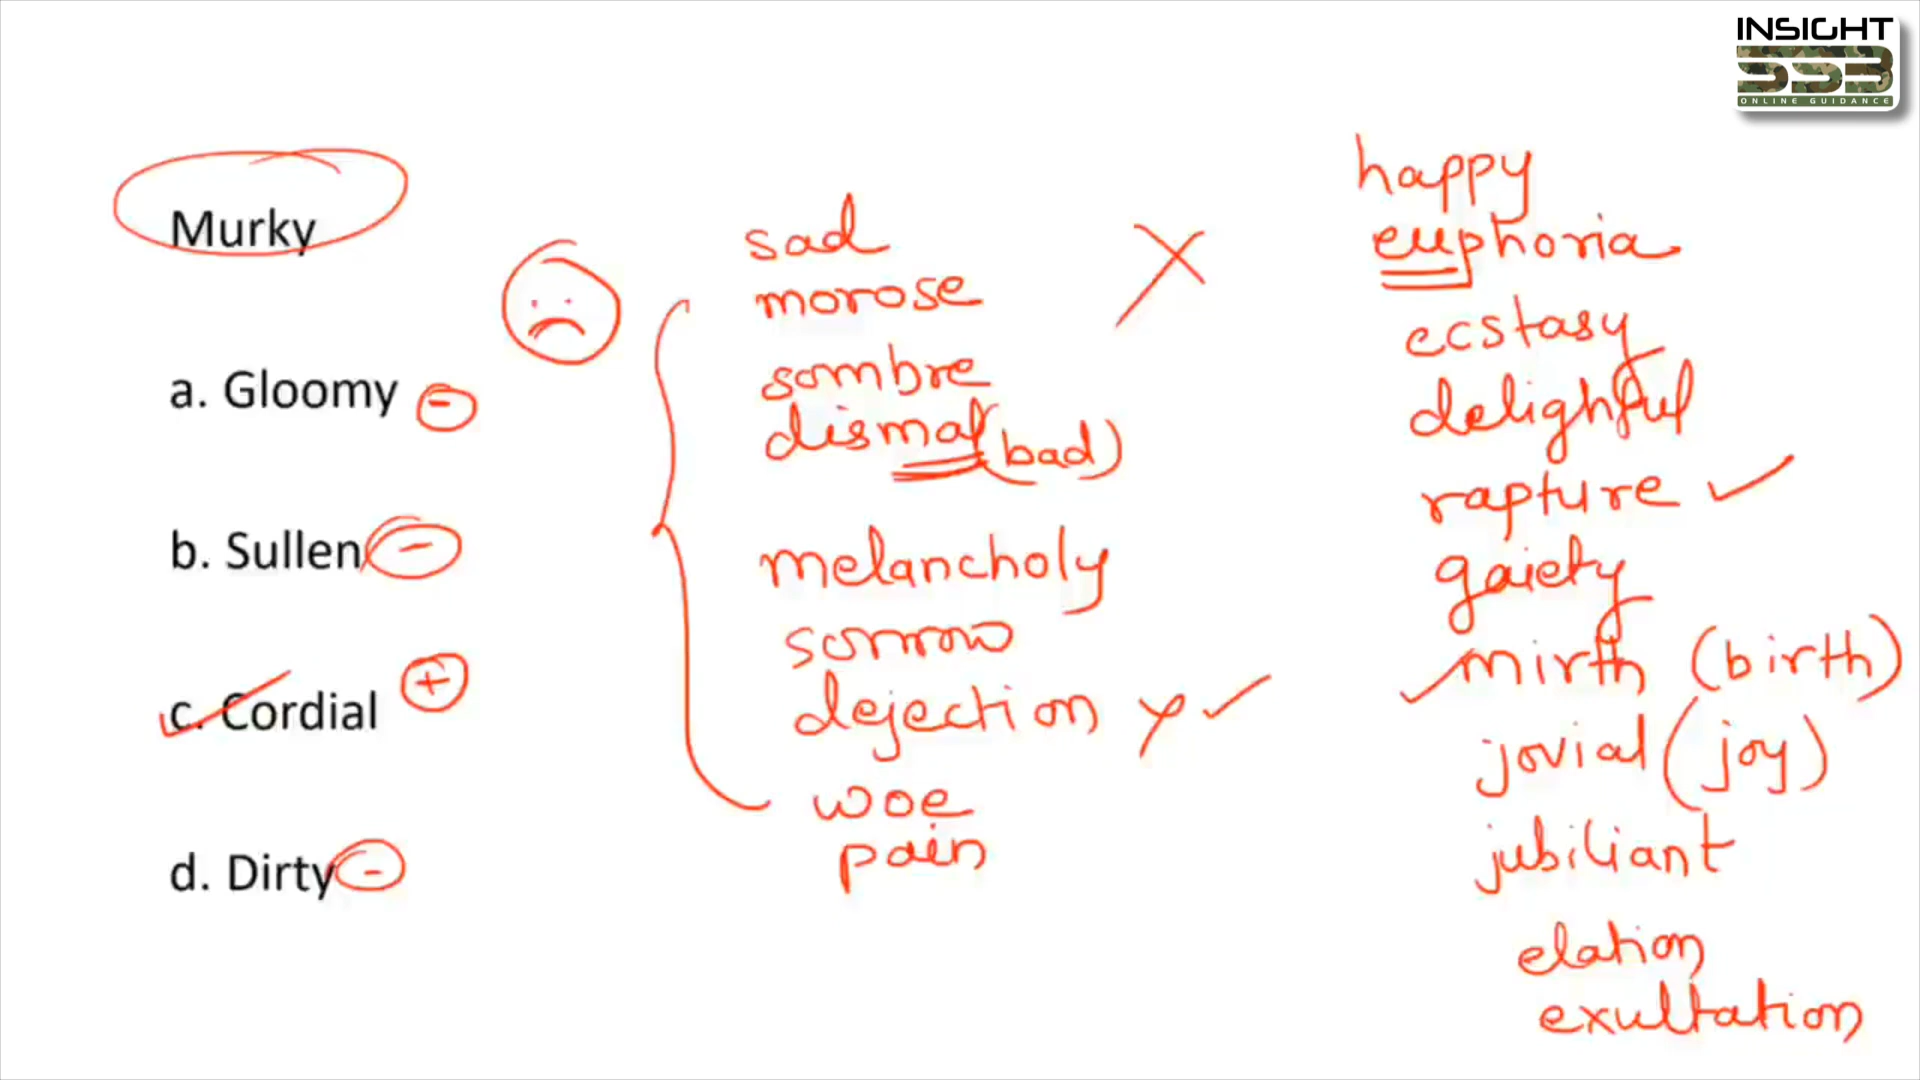 INSIGHT
SSB
ONLINE GUIDANCE
Murky
a. Gloomy -
b. Sullen -
c. Cordial +
d. Dirty -
sad
morose
sombre
dismal (bad)
melancholy
sorrow
dejection
woe
pain
happy
euphoria
ecstasy
delightful
rapture
gaiety
mirth (birth)
jovial (joy)
jubiliant
elation
exultation